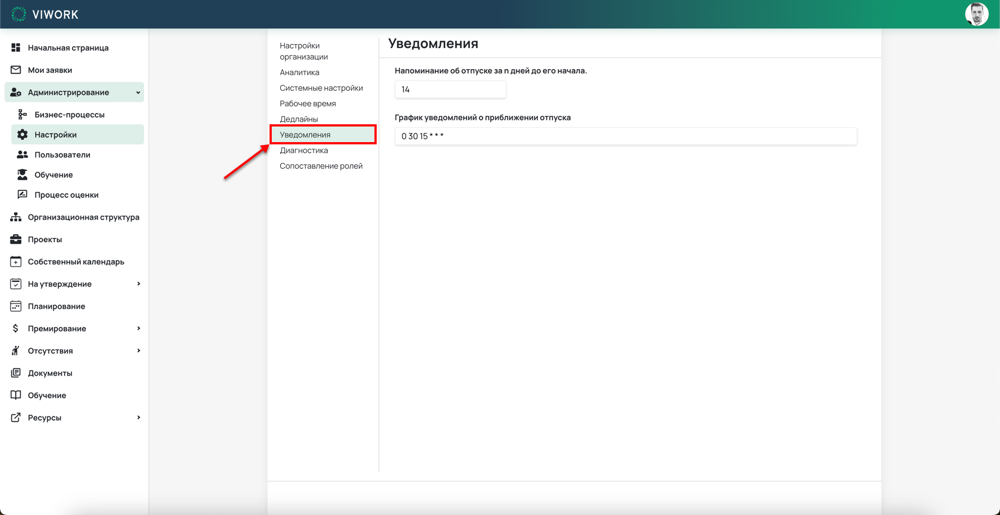 VIWORK
Начальная страница
Мои заявки
Администрирование
Бизнес-процессы
Настройки
Пользователи
Обучение
Процесс оценки
Организационная структура
Проекты
Собственный календарь
На утверждение
Планирование
Премирование
Отсутствия
Документы
Обучение
Ресурсы
Настройки
организации
Аналитика
Системные настройки
Рабочее время
Дедлайны
Уведомления
Диагностика
Сопоставление ролей
Уведомления
Напоминание об отпуске за n дней до его начала.
14
График уведомлений о приближении отпуска
0 30 15 * * *